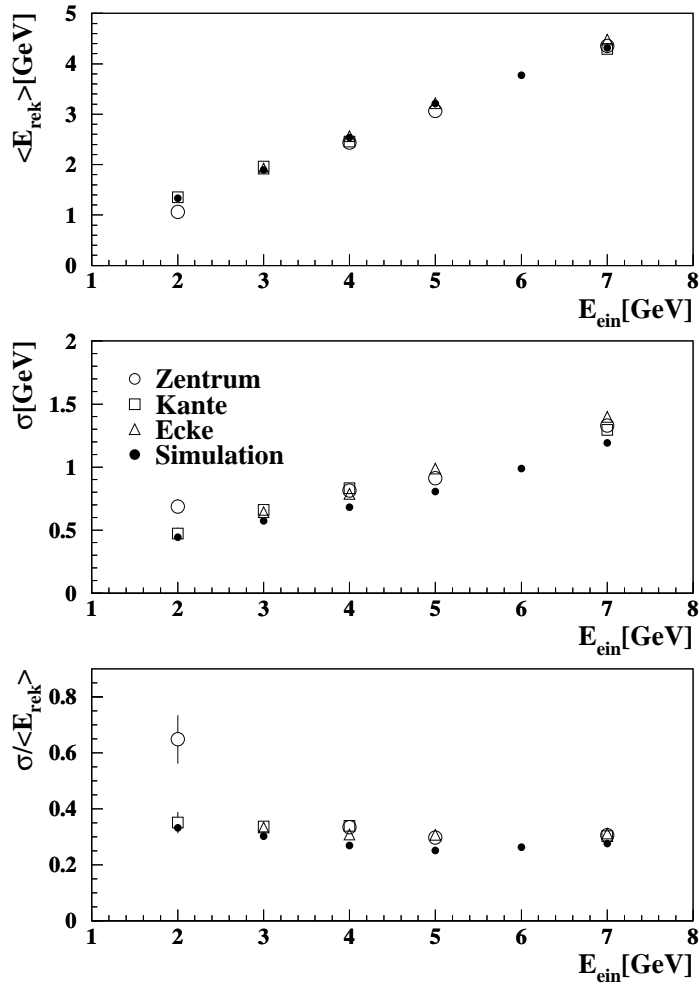 <E_rek>[GeV]
5
4
3
2
1
0
1 2 3 4 5 6 7 8
E_ein[GeV]
σ[GeV]
2
1.5
1
0.5
0
Zentrum
Kante
Ecke
Simulation
1 2 3 4 5 6 7 8
E_ein[GeV]
σ/<E_rek>
0.8
0.6
0.4
0.2
0
1 2 3 4 5 6 7 8
E_ein[GeV]